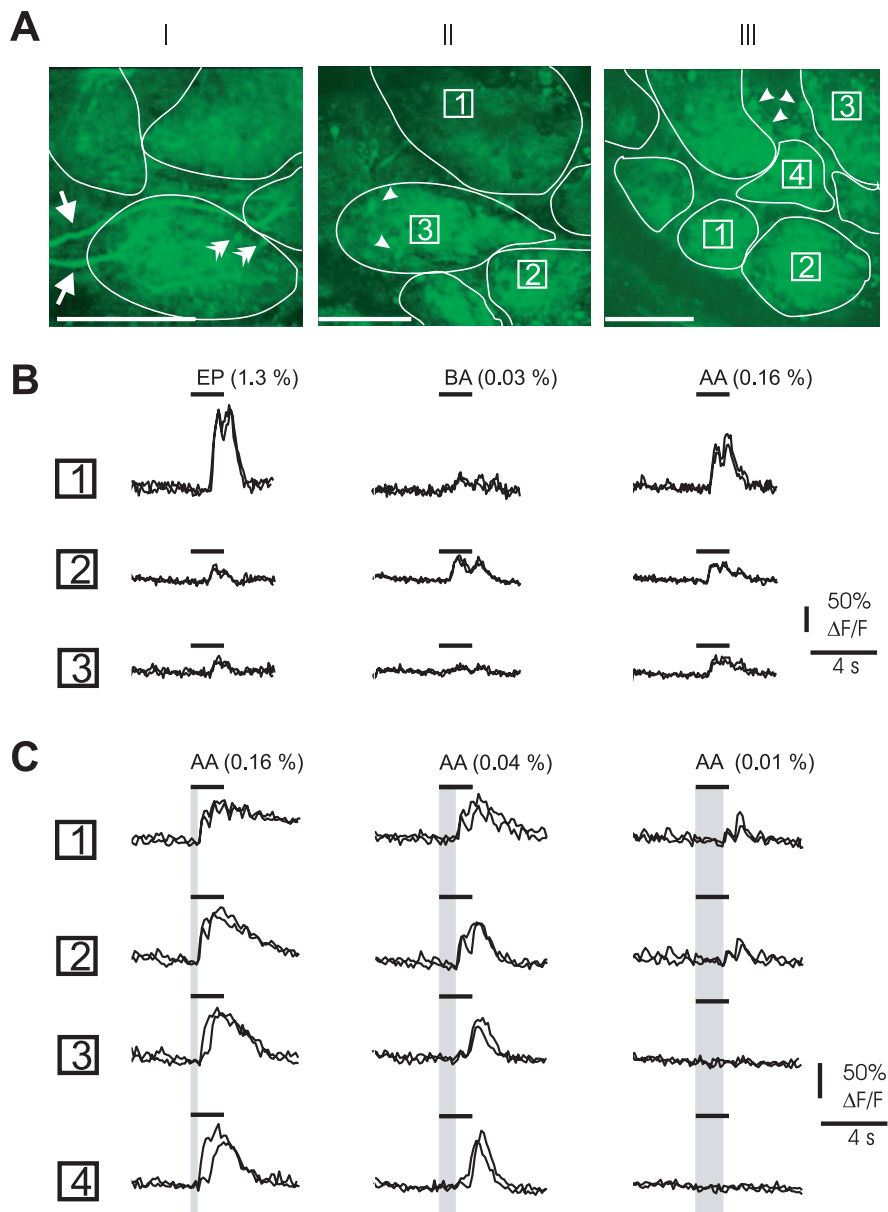 A
I II III
1
3
2
3
4
1
2
B
EP (1.3 %) BA (0.03 %) AA (0.16 %)
1
2
50%
ΔF/F
3
4 s
C
AA (0.16 %) AA (0.04 %) AA (0.01 %)
1
2
3
50%
ΔF/F
4 s
4